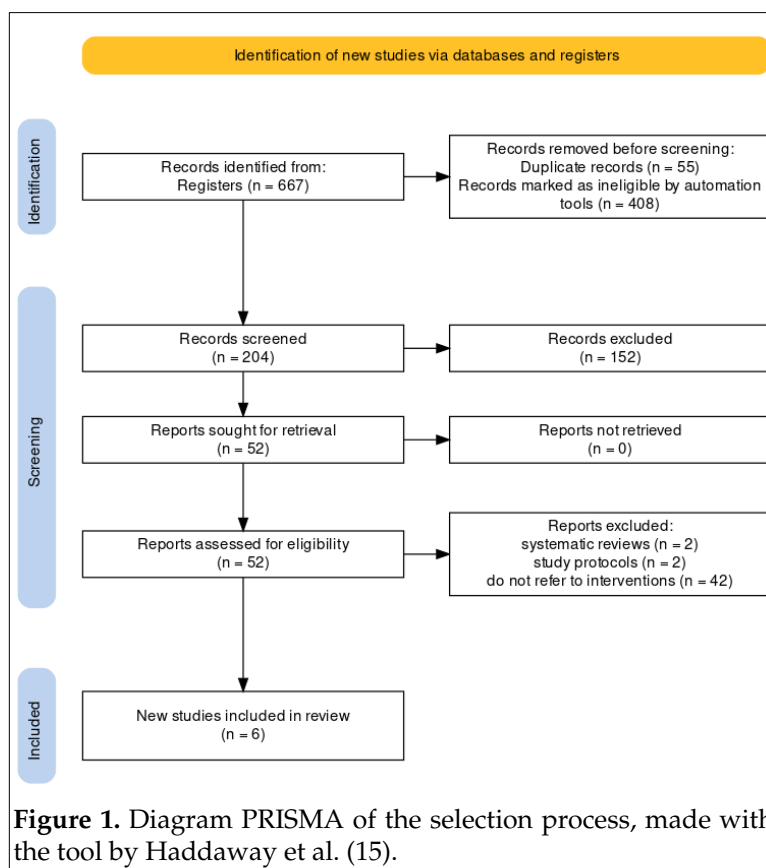 Identification of new studies via databases and registers
Identification
Records identified from:
Registers (n = 667)
Records removed before screening:
Duplicate records (n = 55)
Records marked as ineligible by automation
tools (n = 408)
Screening
Records screened
(n = 204)
Records excluded
(n = 152)
Reports sought for retrieval
(n = 52)
Reports not retrieved
(n = 0)
Reports assessed for eligibility
(n = 52)
Reports excluded:
systematic reviews (n = 2)
study protocols (n = 2)
do not refer to interventions (n = 42)
Included
New studies included in review
(n = 6)
Figure 1. Diagram PRISMA of the selection process, made with
the tool by Haddaway et al. (15).